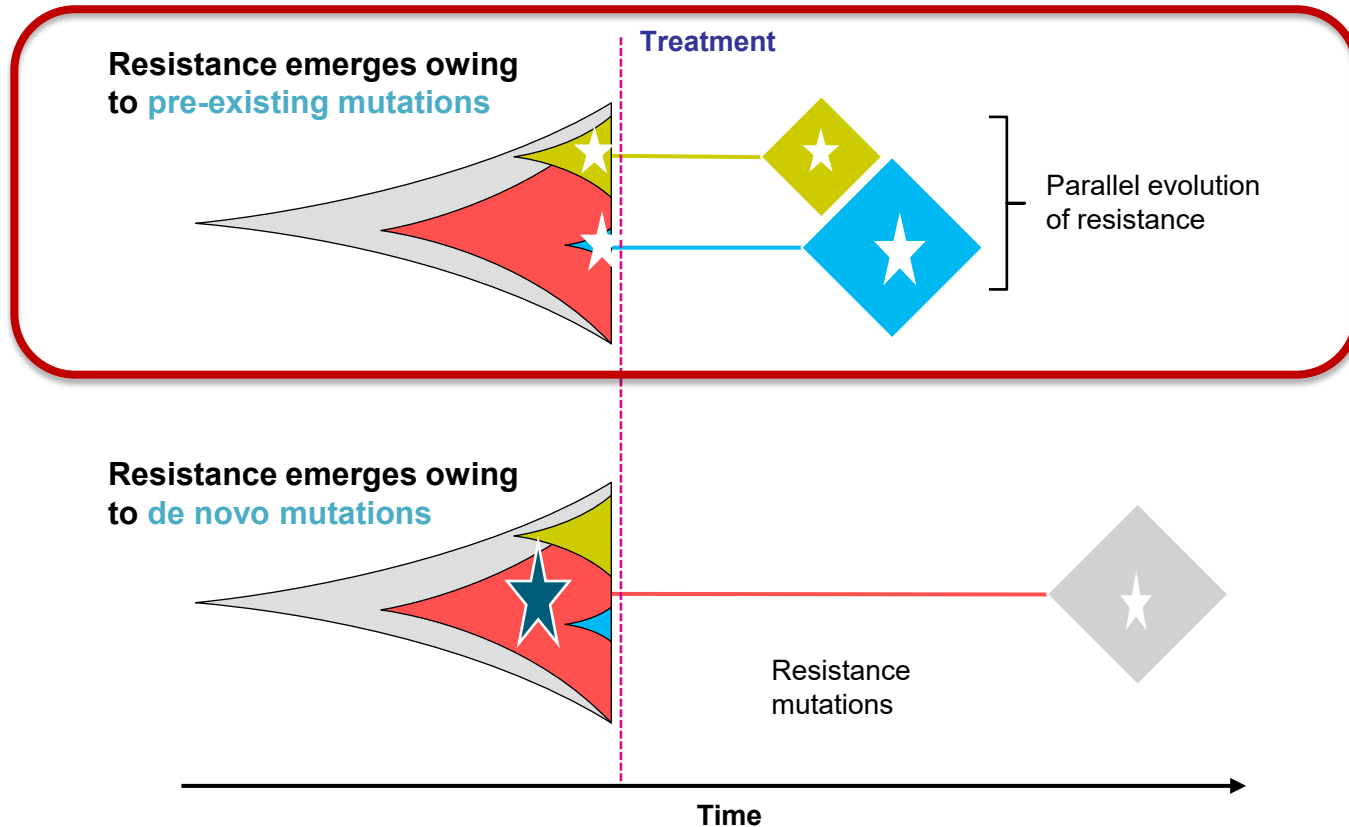 Treatment
Resistance emerges owing
to pre-existing mutations
Parallel evolution
of resistance
Resistance emerges owing
to de novo mutations
Resistance
mutations
Time